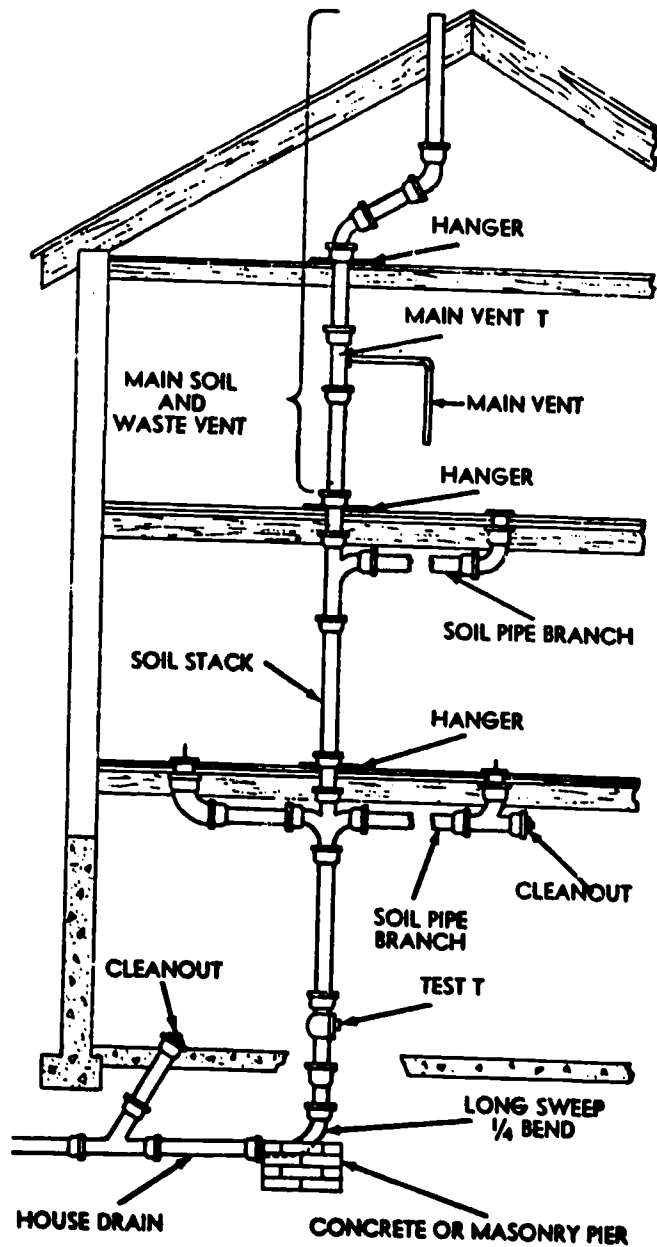 HANGER
MAIN VENT T
MAIN SOIL
AND
WASTE VENT
MAIN VENT
HANGER
SOIL PIPE BRANCH
SOIL STACK
HANGER
CLEANOUT
SOIL PIPE
BRANCH
CLEANOUT
TEST T
LONG SWEEP
1/4 BEND
HOUSE DRAIN
CONCRETE OR MASONRY PIER